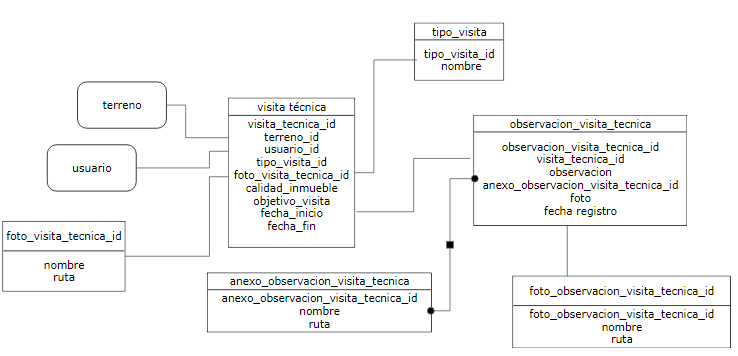 tipo_visita
tipo_visita_id
nombre
terreno
usuario
visita técnica
visita_tecnica_id
terreno_id
usuario_id
tipo_visita_id
foto_visita_tecnica_id
calidad_inmueble
objetivo_visita
fecha_inicio
fecha_fin
observacion_visita_tecnica
observacion_visita_tecnica_id
visita_tecnica_id
observacion
anexo_observacion_visita_tecnica_id
foto
fecha registro
foto_visita_tecnica_id
nombre
ruta
anexo_observacion_visita_tecnica
anexo_observacion_visita_tecnica_id
nombre
ruta
foto_observacion_visita_tecnica_id
foto_observacion_visita_tecnica_id
nombre
ruta